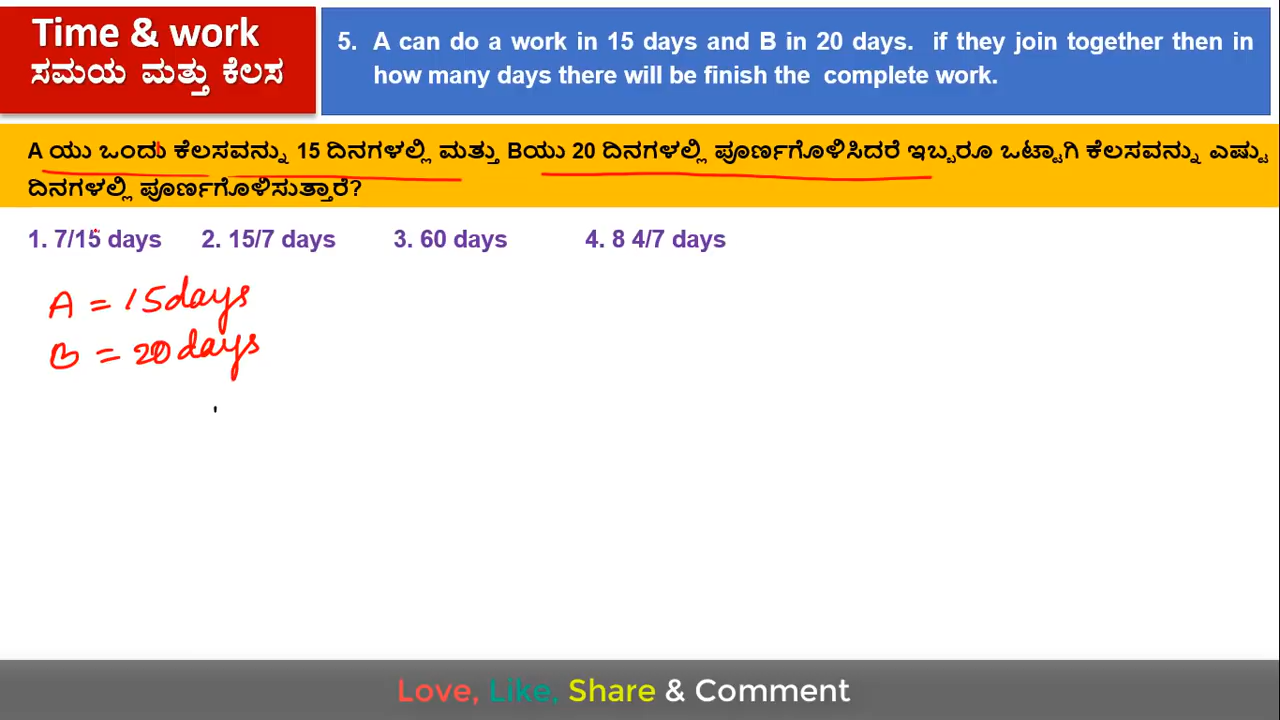 Time & work
ಸಮಯ ಮತ್ತು ಕೆಲಸ
5. A can do a work in 15 days and B in 20 days. if they join together then in
how many days there will be finish the complete work.
A ಯು ಒಂದು ಕೆಲಸವನ್ನು 15 ದಿನಗಳಲ್ಲಿ ಮತ್ತು Bಯು 20 ದಿನಗಳಲ್ಲಿ ಪೂರ್ಣಗೊಳಿಸಿದರೆ ಇಬ್ಬರೂ ಒಟ್ಟಾಗಿ ಕೆಲಸವನ್ನು ಎಷ್ಟು
ದಿನಗಳಲ್ಲಿ ಪೂರ್ಣಗೊಳಿಸುತ್ತಾರೆ?
1. 7/15 days 2. 15/7 days 3. 60 days 4. 8 4/7 days
A = 15 days
B = 20 days
Love, Like, Share & Comment